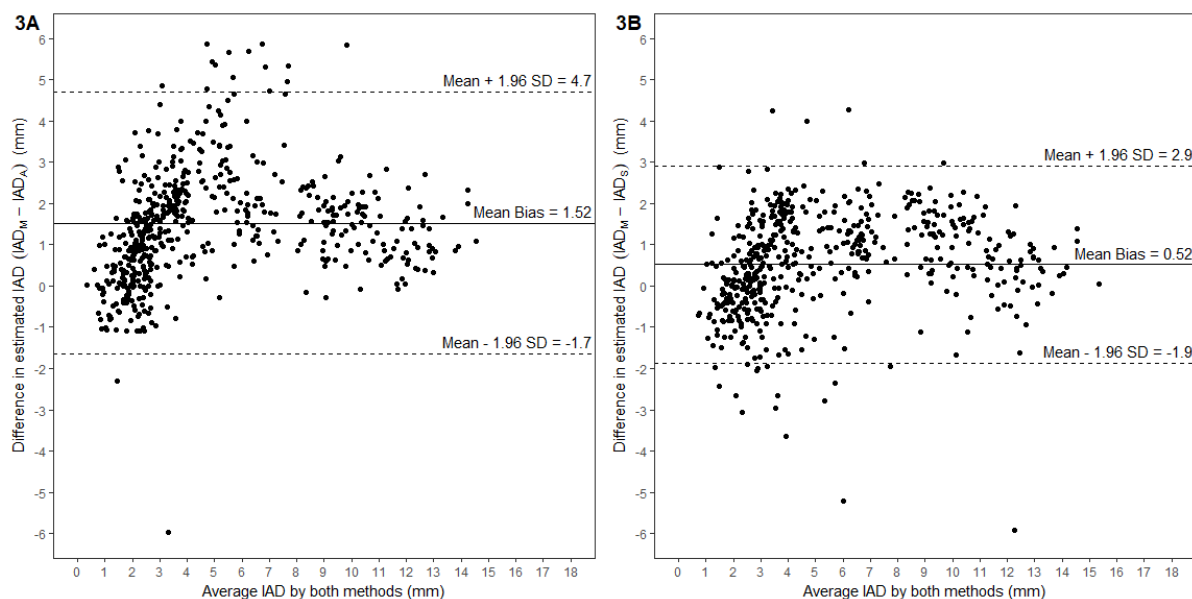 3A
Difference in estimated IAD (IAD_M − IAD_A) (mm)
6
5
4
3
2
1
0
-1
-2
-3
-4
-5
-6
Mean + 1.96 SD = 4.7
Mean Bias = 1.52
Mean - 1.96 SD = -1.7
0 1 2 3 4 5 6 7 8 9 10 11 12 13 14 15 16 17 18
Average IAD by both methods (mm)
3B
Difference in estimated IAD (IAD_M − IAD_S) (mm)
6
5
4
3
2
1
0
-1
-2
-3
-4
-5
-6
Mean + 1.96 SD = 2.9
Mean Bias = 0.52
Mean - 1.96 SD = -1.9
0 1 2 3 4 5 6 7 8 9 10 11 12 13 14 15 16 17 18
Average IAD by both methods (mm)